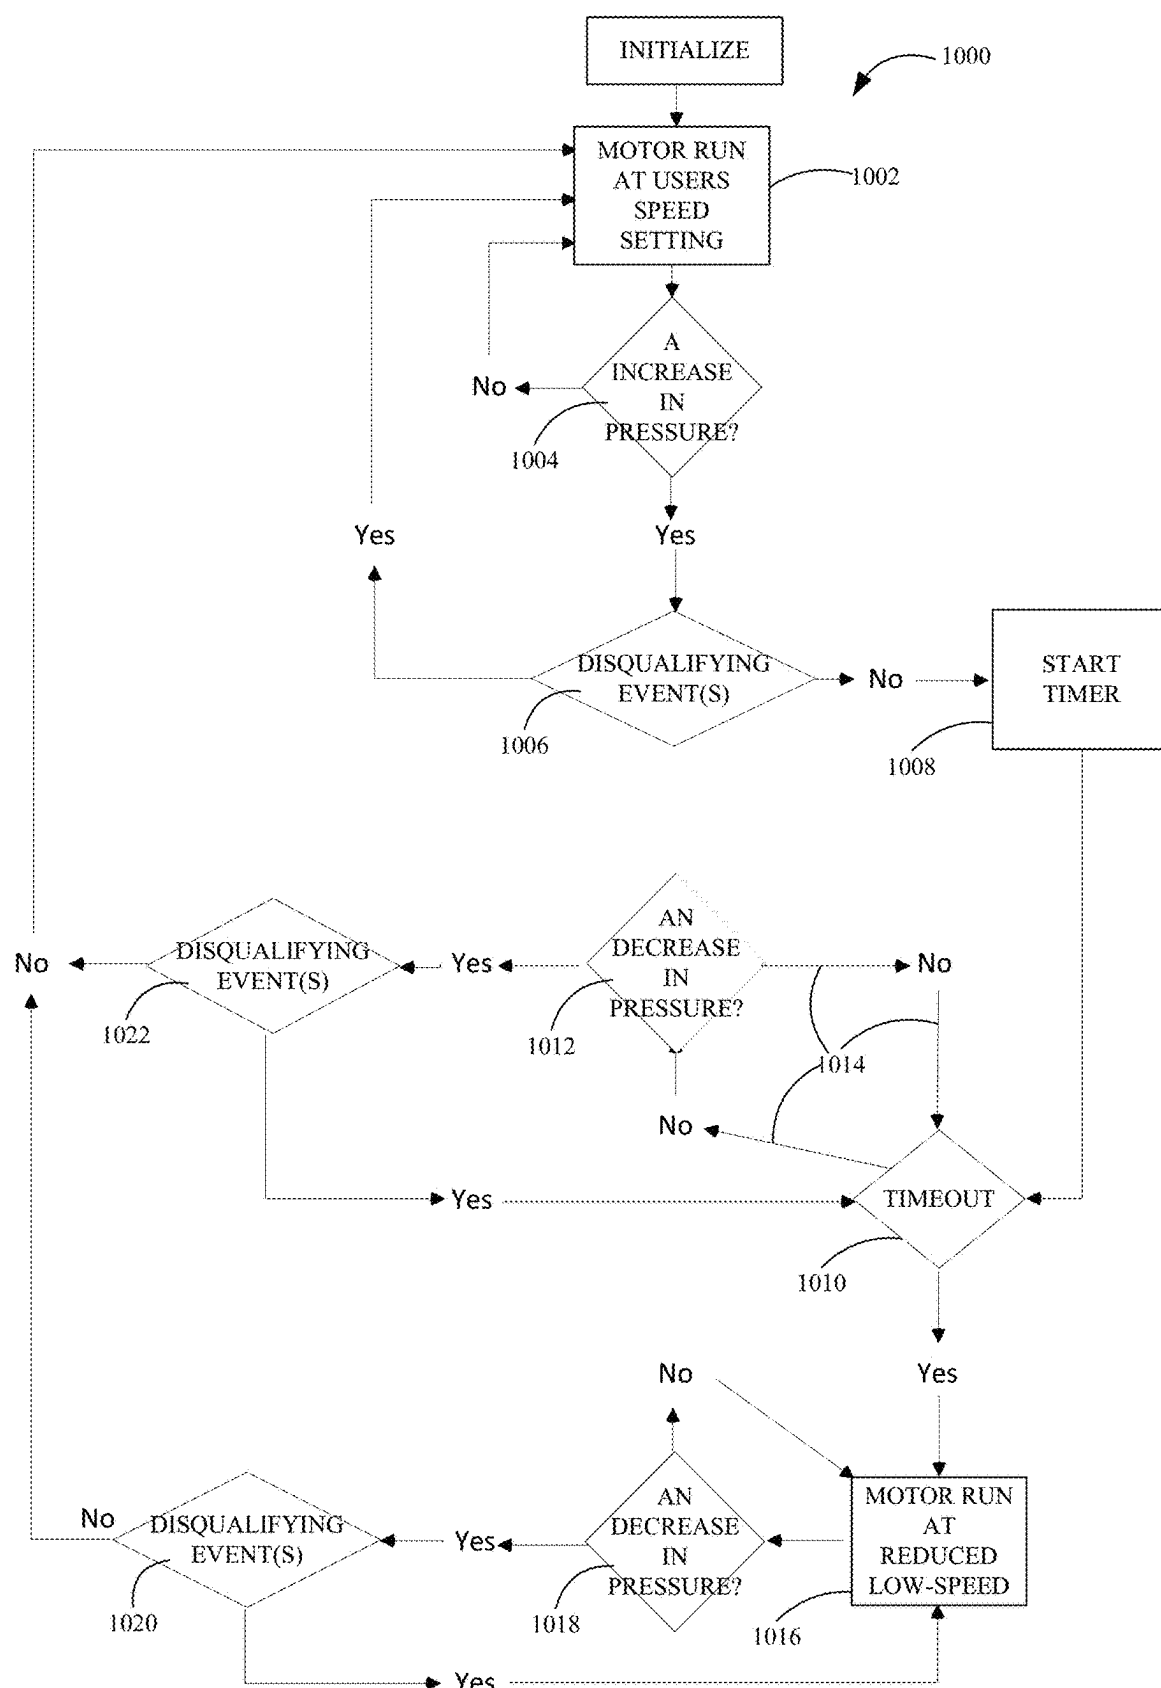 INITIALIZE
1000
MOTOR RUN
AT USERS
SPEED
SETTING
1002
A
INCREASE
IN
PRESSURE?
No
1004
Yes
Yes
DISQUALIFYING
EVENT(S)
No
START
TIMER
1006
1008
AN
DECREASE
IN
PRESSURE?
No
DISQUALIFYING
EVENT(S)
Yes
No
1022
1012
1014
No
Yes
TIMEOUT
1010
No
Yes
AN
DECREASE
IN
PRESSURE?
MOTOR RUN
AT
REDUCED
LOW-SPEED
No
DISQUALIFYING
EVENT(S)
Yes
1020
1018
1016
Yes